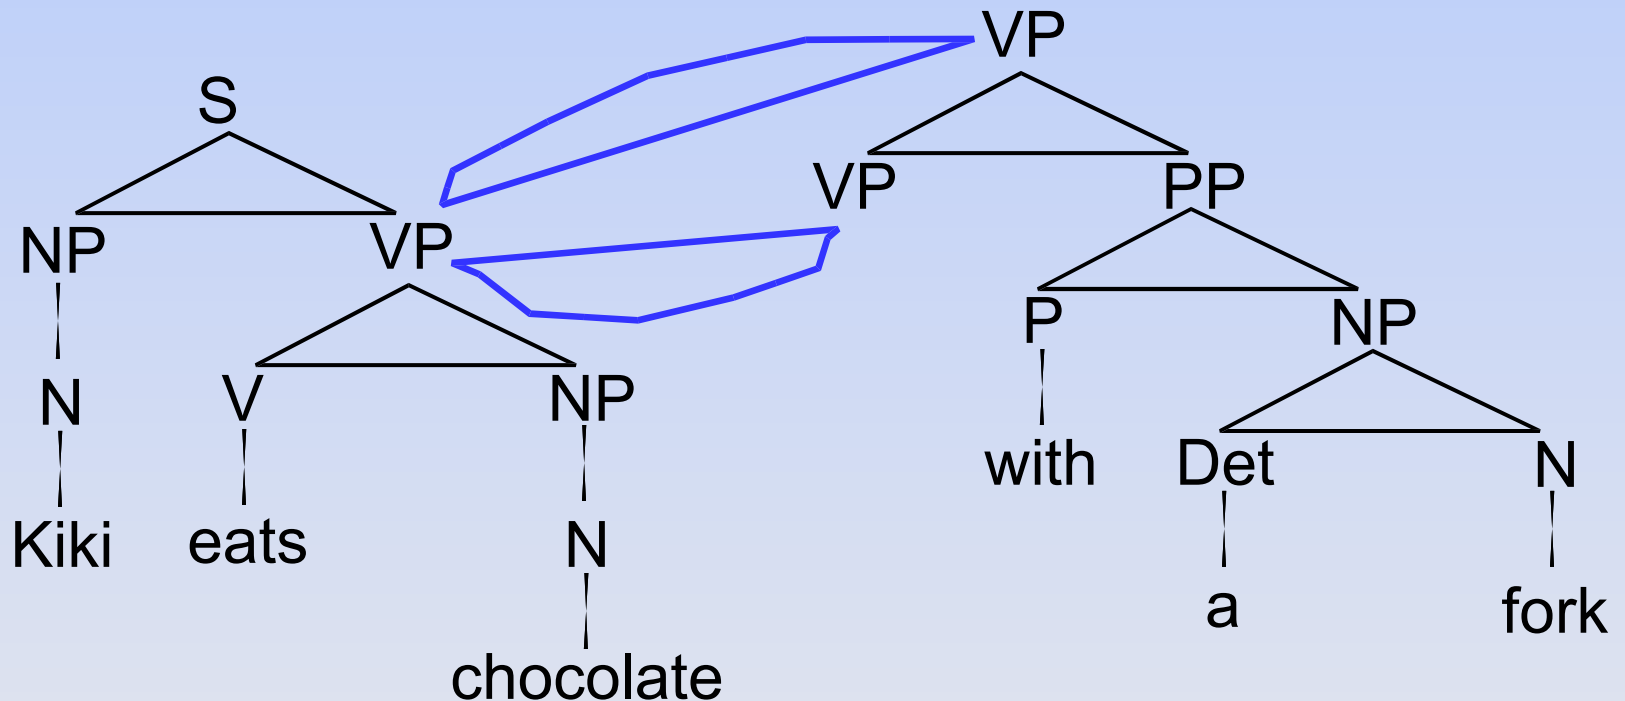 VP
S
VP PP
NP VP
P NP
V NP
N
with Det N
Kiki eats N
a fork
chocolate